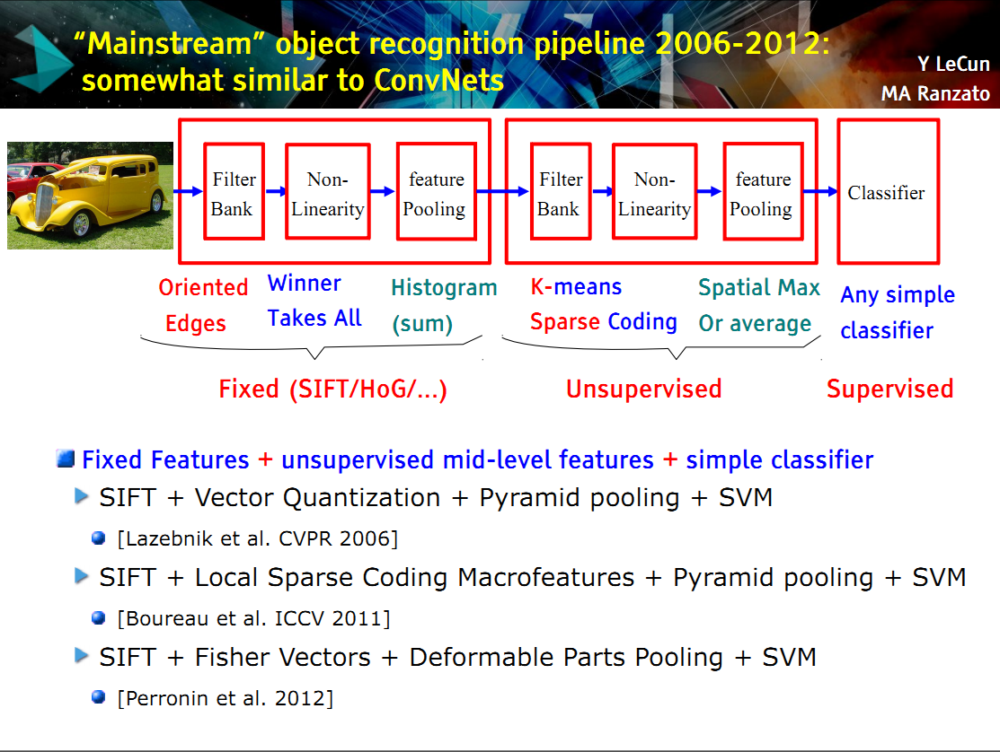 “Mainstream” object recognition pipeline 2006-2012:
somewhat similar to ConvNets
Y LeCun
MA Ranzato
Filter
Bank
Non-
Linearity
feature
Pooling
Filter
Bank
Non-
Linearity
feature
Pooling
Classifier
Oriented
Edges
Winner
Takes All
Histogram
(sum)
K-means
Sparse Coding
Spatial Max
Or average
Any simple
classifier
Fixed (SIFT/HoG/...)
Unsupervised
Supervised
Fixed Features + unsupervised mid-level features + simple classifier
SIFT + Vector Quantization + Pyramid pooling + SVM
[Lazebnik et al. CVPR 2006]
SIFT + Local Sparse Coding Macrofeatures + Pyramid pooling + SVM
[Boureau et al. ICCV 2011]
SIFT + Fisher Vectors + Deformable Parts Pooling + SVM
[Perronin et al. 2012]